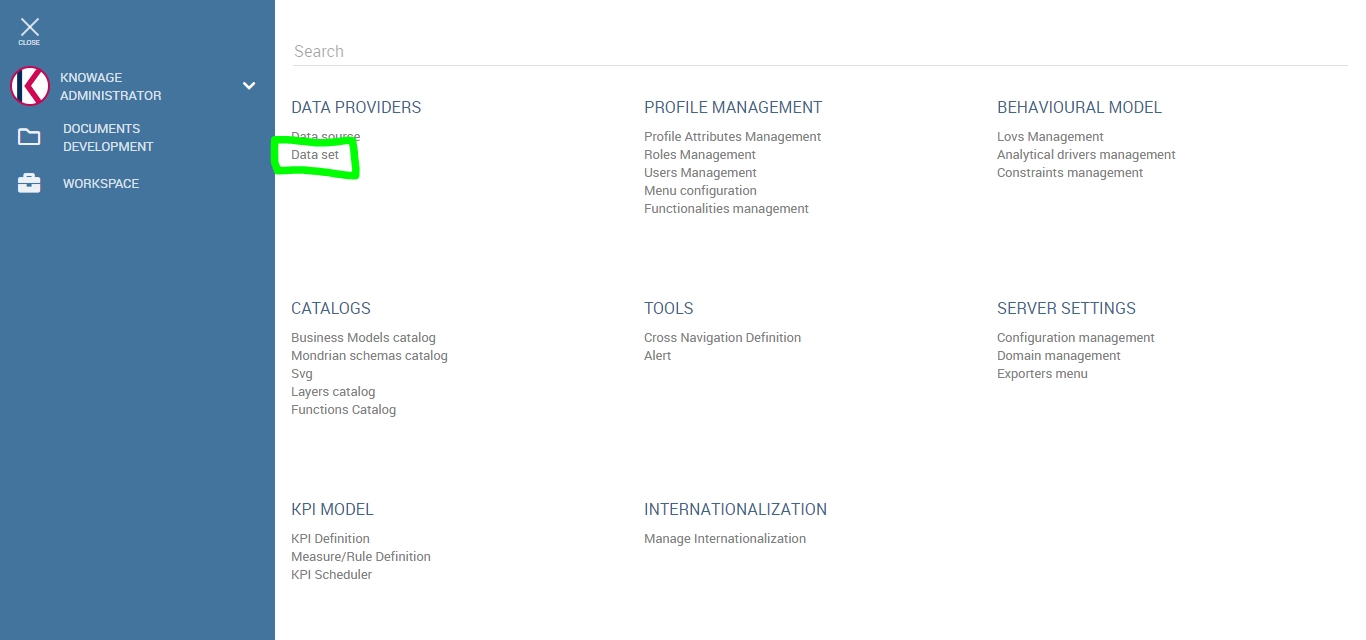 CLOSE
KNOWAGE
ADMINISTRATOR
DOCUMENTS
DEVELOPMENT
WORKSPACE
Search
DATA PROVIDERS
Data source
Data set
PROFILE MANAGEMENT
Profile Attributes Management
Roles Management
Users Management
Menu configuration
Functionalities management
BEHAVIOURAL MODEL
Lovs Management
Analytical drivers management
Constraints management
CATALOGS
Business Models catalog
Mondrian schemas catalog
Svg
Layers catalog
Functions Catalog
TOOLS
Cross Navigation Definition
Alert
SERVER SETTINGS
Configuration management
Domain management
Exporters menu
KPI MODEL
KPI Definition
Measure/Rule Definition
KPI Scheduler
INTERNATIONALIZATION
Manage Internationalization